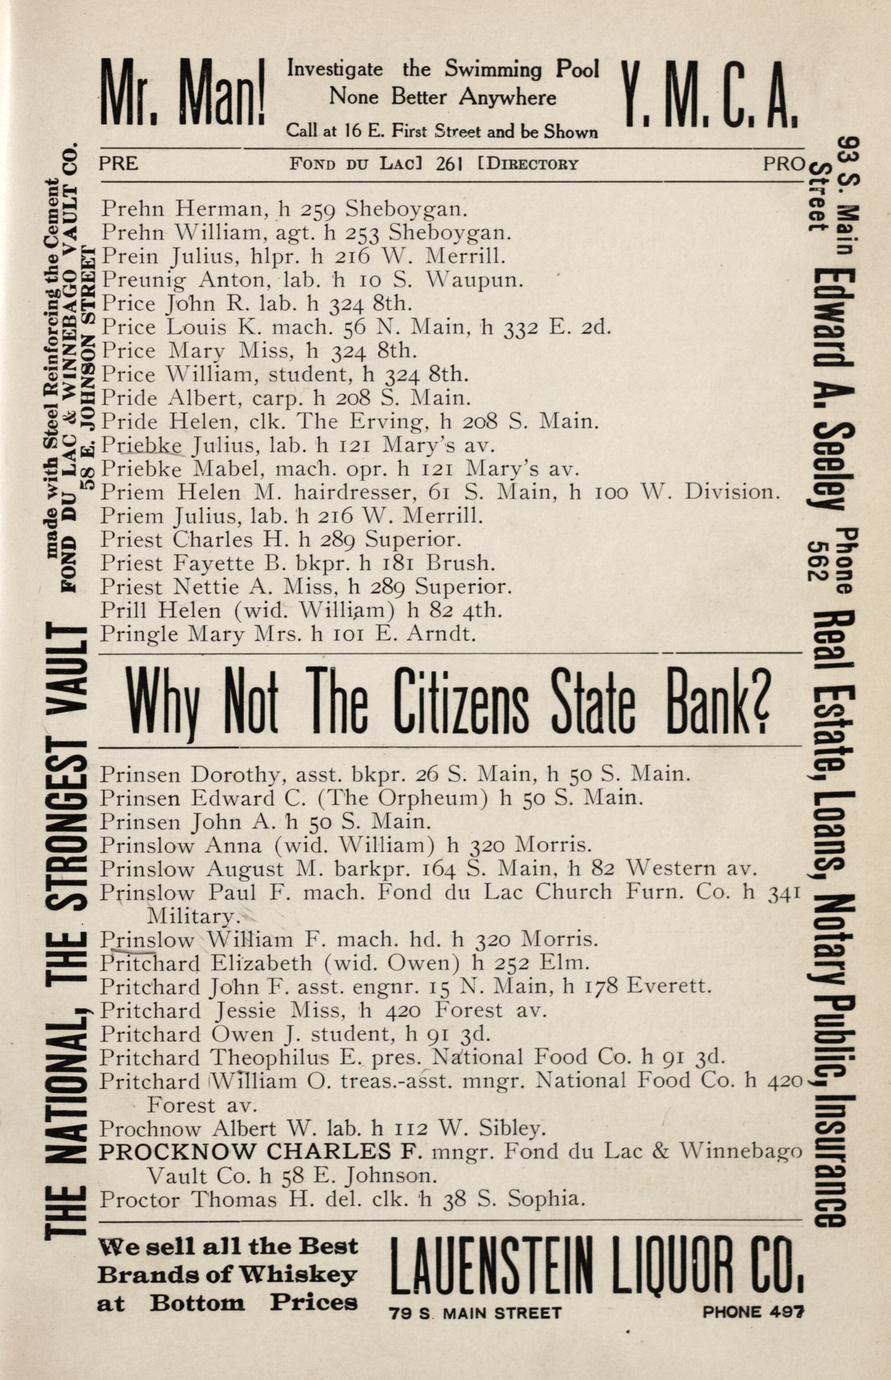 Mr. Man!
Investigate the Swimming Pool
None Better Anywhere
Call at 16 E. First Street and be Shown
Y. M. C. A.
PRE FOND DU LAC] 261 [DIRECTORY PRO
Prehn Herman, h 259 Sheboygan.
Prehn William, agt. h 253 Sheboygan.
Prein Julius, hlpr. h 216 W. Merrill.
Preunig Anton, lab. h 10 S. Waupun.
Price John R. lab. h 324 8th.
Price Louis K. mach. 56 N. Main, h 332 E. 2d.
Price Mary Miss, h 324 8th.
Price William, student, h 324 8th.
Pride Albert, carp. h 208 S. Main.
Pride Helen, clk. The Erving, h 208 S. Main.
Priebke Julius, lab. h 121 Mary's av.
Priebke Mabel, mach. opr. h 121 Mary's av.
Priem Helen M. hairdresser, 61 S. Main, h 100 W. Division.
Priem Julius, lab. h 216 W. Merrill.
Priest Charles H. h 289 Superior.
Priest Fayette B. bkpr. h 181 Brush.
Priest Nettie A. Miss, h 289 Superior.
Prill Helen (wid. William) h 82 4th.
Pringle Mary Mrs. h 101 E. Arndt.
Why Not The Citizens State Bank?
Prinsen Dorothy, asst. bkpr. 26 S. Main, h 50 S. Main.
Prinsen Edward C. (The Orpheum) h 50 S. Main.
Prinsen John A. h 50 S. Main.
Prinslow Anna (wid. William) h 320 Morris.
Prinslow August M. barkpr. 164 S. Main, h 82 Western av.
Prinslow Paul F. mach. Fond du Lac Church Furn. Co. h 341
Military.
Prinslow William F. mach. hd. h 320 Morris.
Pritchard Elizabeth (wid. Owen) h 252 Elm.
Pritchard John F. asst. engnr. 15 N. Main, h 178 Everett.
Pritchard Jessie Miss, h 420 Forest av.
Pritchard Owen J. student, h 91 3d.
Pritchard Theophilus E. pres. National Food Co. h 91 3d.
Pritchard William O. treas.-asst. mngr. National Food Co. h 420
Forest av.
Prochnow Albert W. lab. h 112 W. Sibley.
PROCKNOW CHARLES F. mngr. Fond du Lac & Winnebago
Vault Co. h 58 E. Johnson.
Proctor Thomas H. del. clk. h 38 S. Sophia.
We sell all the Best
Brands of Whiskey
at Bottom Prices
LAUENSTEIN LIQUOR CO.
79 S. MAIN STREET PHONE 497
THE NATIONAL, THE STRONGEST VAULT
made with Steel Reinforcing the Cement
FOND DU LAC & WINNEBAGO VAULT CO.
58 E. JOHNSON STREET
93 S. Main
Street
Edward A. Seeley
Phone
562
Real Estate, Loans, Notary Public, Insurance